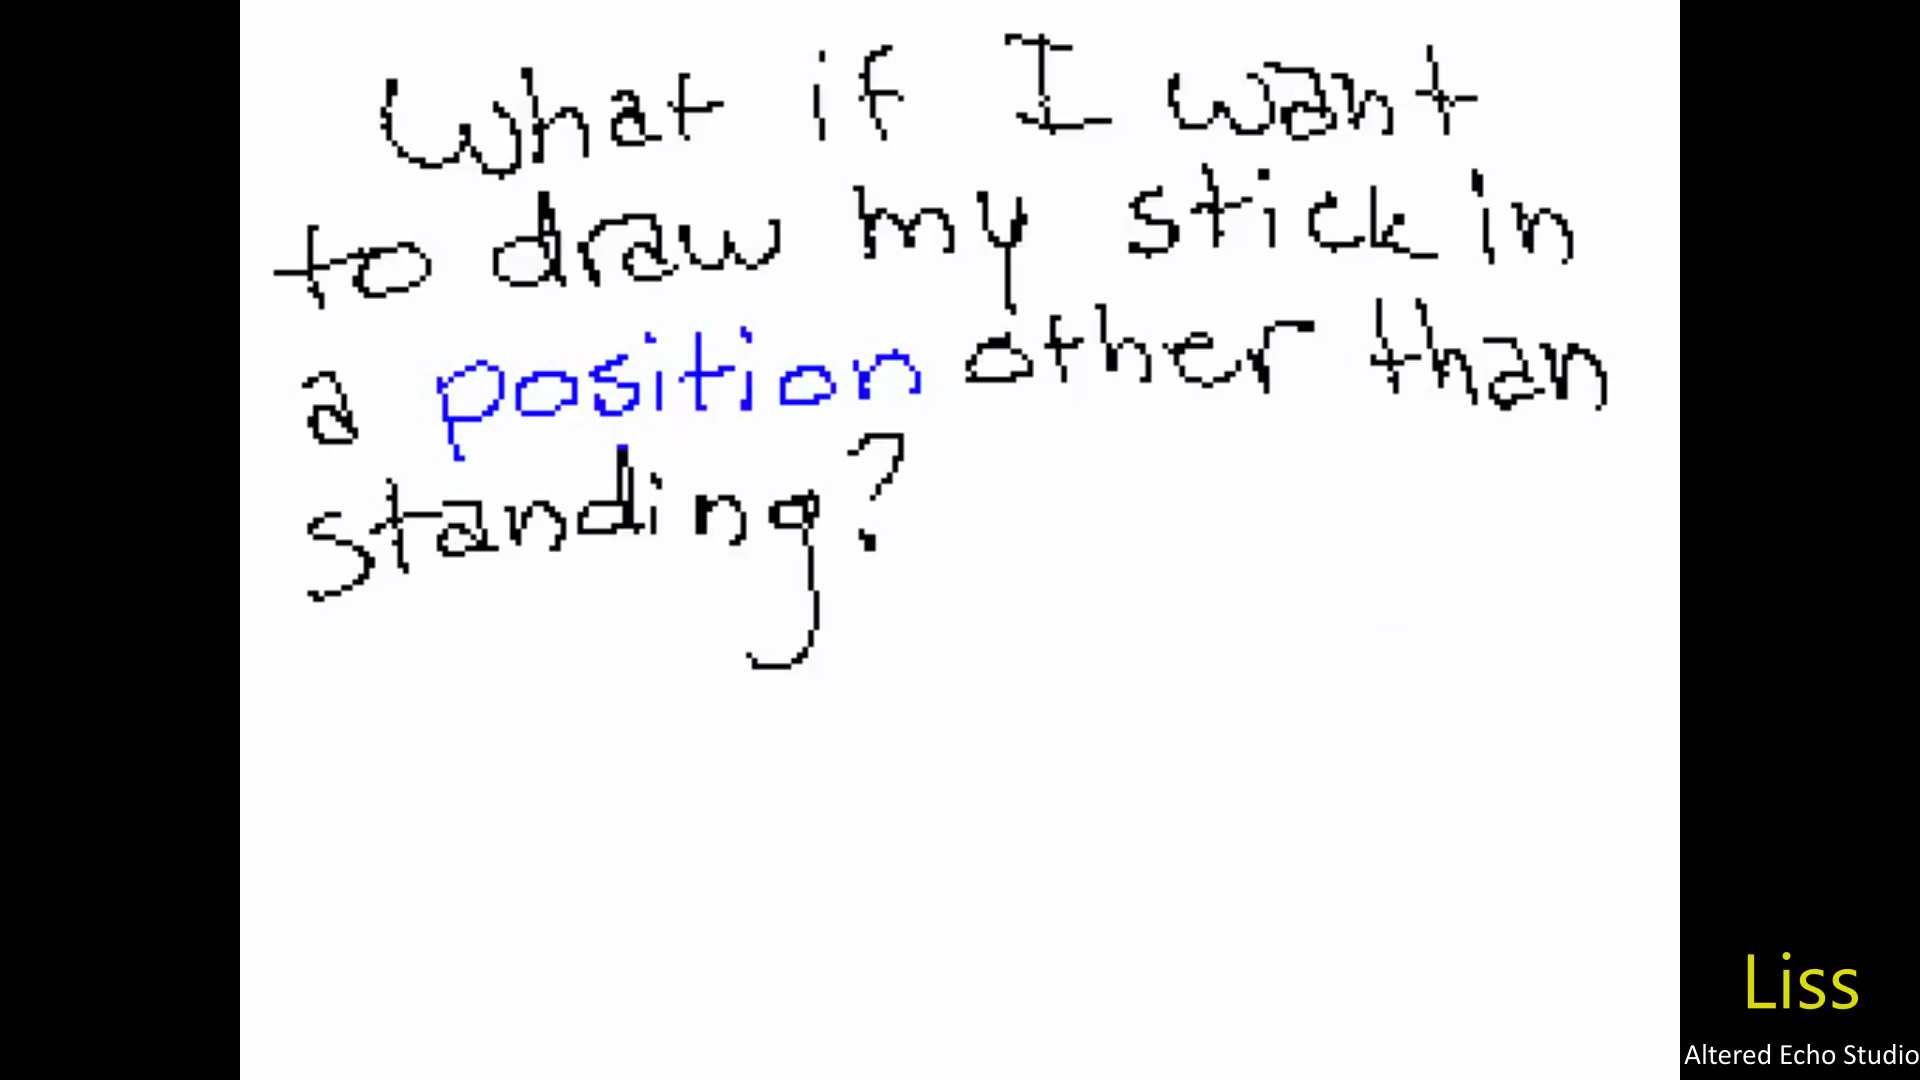 What if I want
to draw my stick in
a position other than
standing?
Liss
Altered Echo Studio